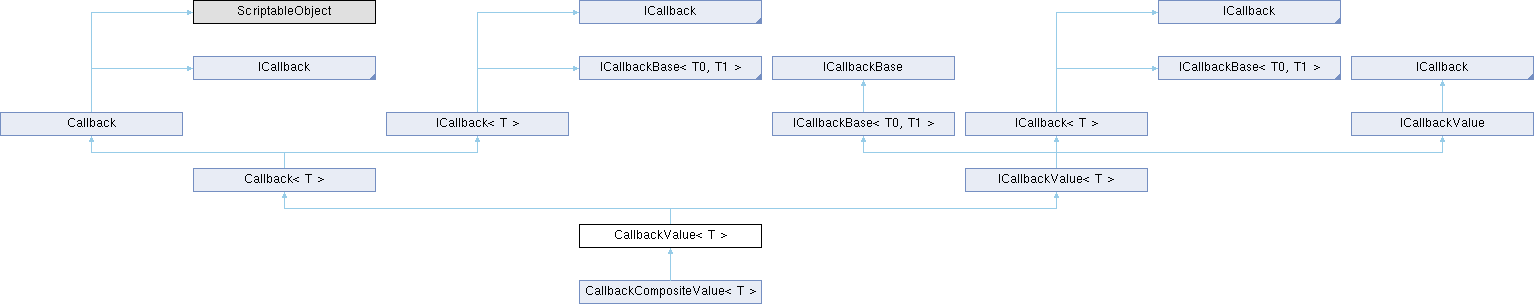 ScriptableObject
ICallback
ICallback
ICallback
ICallbackBase< T0, T1 >
ICallbackBase
ICallbackBase< T0, T1 >
ICallback
Callback
ICallback< T >
ICallbackBase< T0, T1 >
ICallback< T >
ICallbackValue
Callback< T >
ICallbackValue< T >
CallbackValue< T >
CallbackCompositeValue< T >